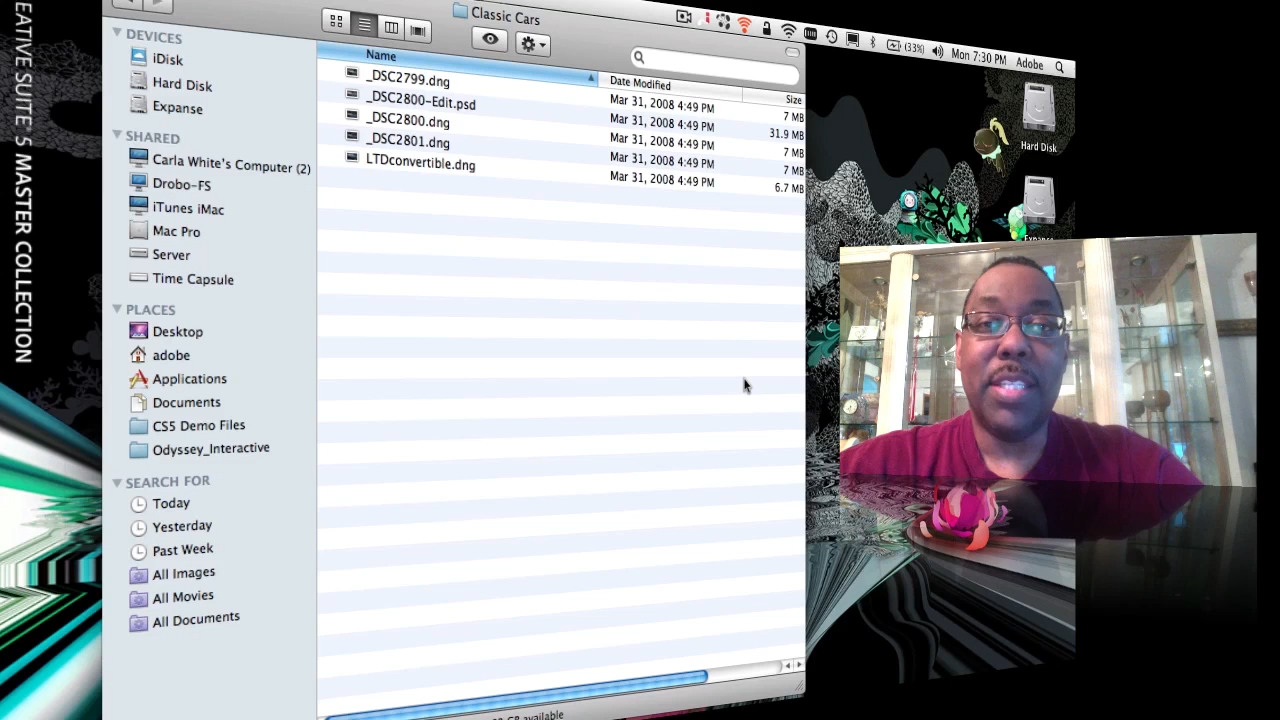 EATIVE SUITE® 5 MASTER COLLECTION
Classic Cars
(33%)
Mon 7:30 PM
Adobe
DEVICES
iDisk
Hard Disk
Expanse
SHARED
Carla White's Computer (2)
Drobo-FS
iTunes iMac
Mac Pro
Server
Time Capsule
PLACES
Desktop
adobe
Applications
Documents
CS5 Demo Files
Odyssey_Interactive
SEARCH FOR
Today
Yesterday
Past Week
All Images
All Movies
All Documents
Name Date Modified Size
_DSC2799.dng Mar 31, 2008 4:49 PM 7 MB
_DSC2800-Edit.psd Mar 31, 2008 4:49 PM 31.9 MB
_DSC2800.dng Mar 31, 2008 4:49 PM 7 MB
_DSC2801.dng Mar 31, 2008 4:49 PM 7 MB
LTDconvertible.dng Mar 31, 2008 4:49 PM 6.7 MB
GB available
Hard Disk
Expanse